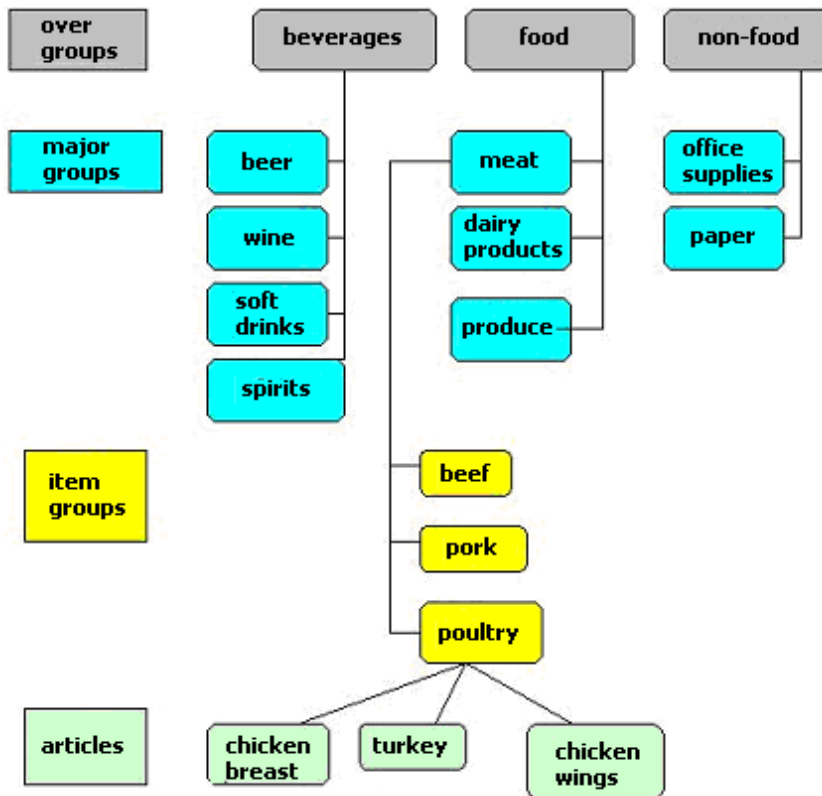 over
groups
beverages
food
non-food
major
groups
beer
meat
office
supplies
wine
dairy
products
paper
soft
drinks
produce
spirits
item
groups
beef
pork
poultry
articles
chicken
breast
turkey
chicken
wings